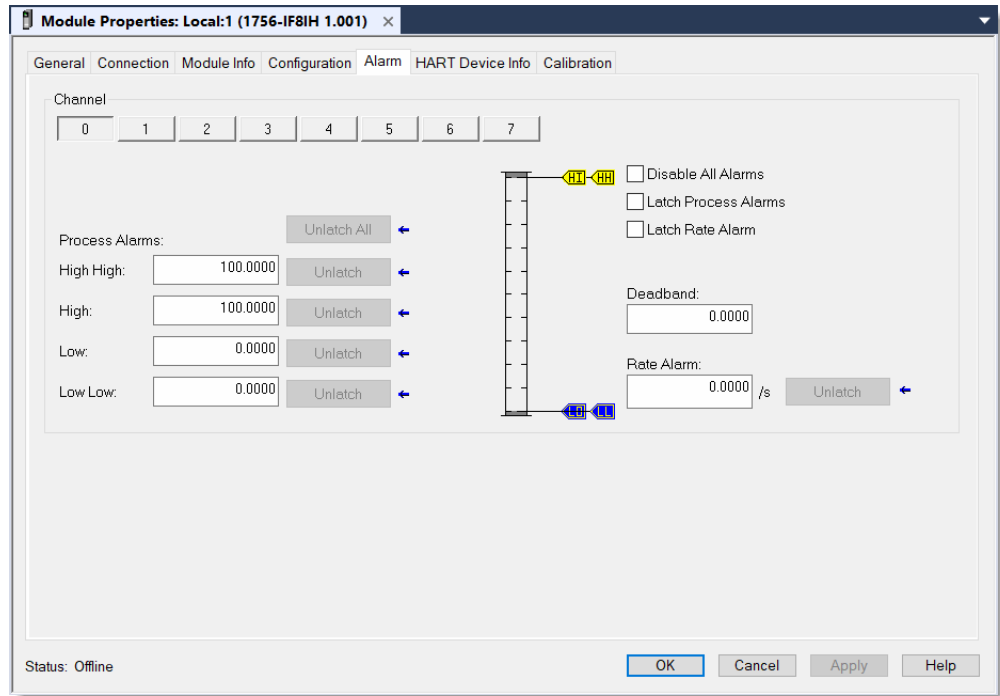 Module Properties: Local:1 (1756-IF8IH 1.001) ×
General Connection Module Info Configuration Alarm HART Device Info Calibration
Channel
0 1 2 3 4 5 6 7
HI HH
Disable All Alarms
Latch Process Alarms
Latch Rate Alarm
Process Alarms:
Unlatch All
High High: 100.0000 Unlatch
High: 100.0000 Unlatch
Low: 0.0000 Unlatch
Low Low: 0.0000 Unlatch
Deadband:
0.0000
Rate Alarm:
0.0000 /s Unlatch
LO LL
Status: Offline
OK Cancel Apply Help